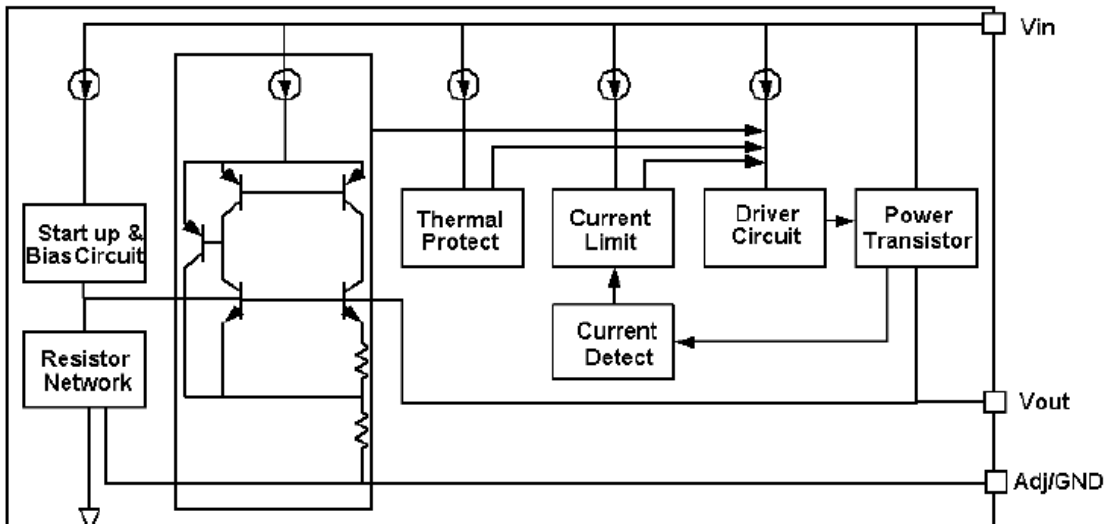 Vin
Start up &
Bias Circuit
Thermal
Protect
Current
Limit
Driver
Circuit
Power
Transistor
Resistor
Network
Current
Detect
Vout
Adj/GND